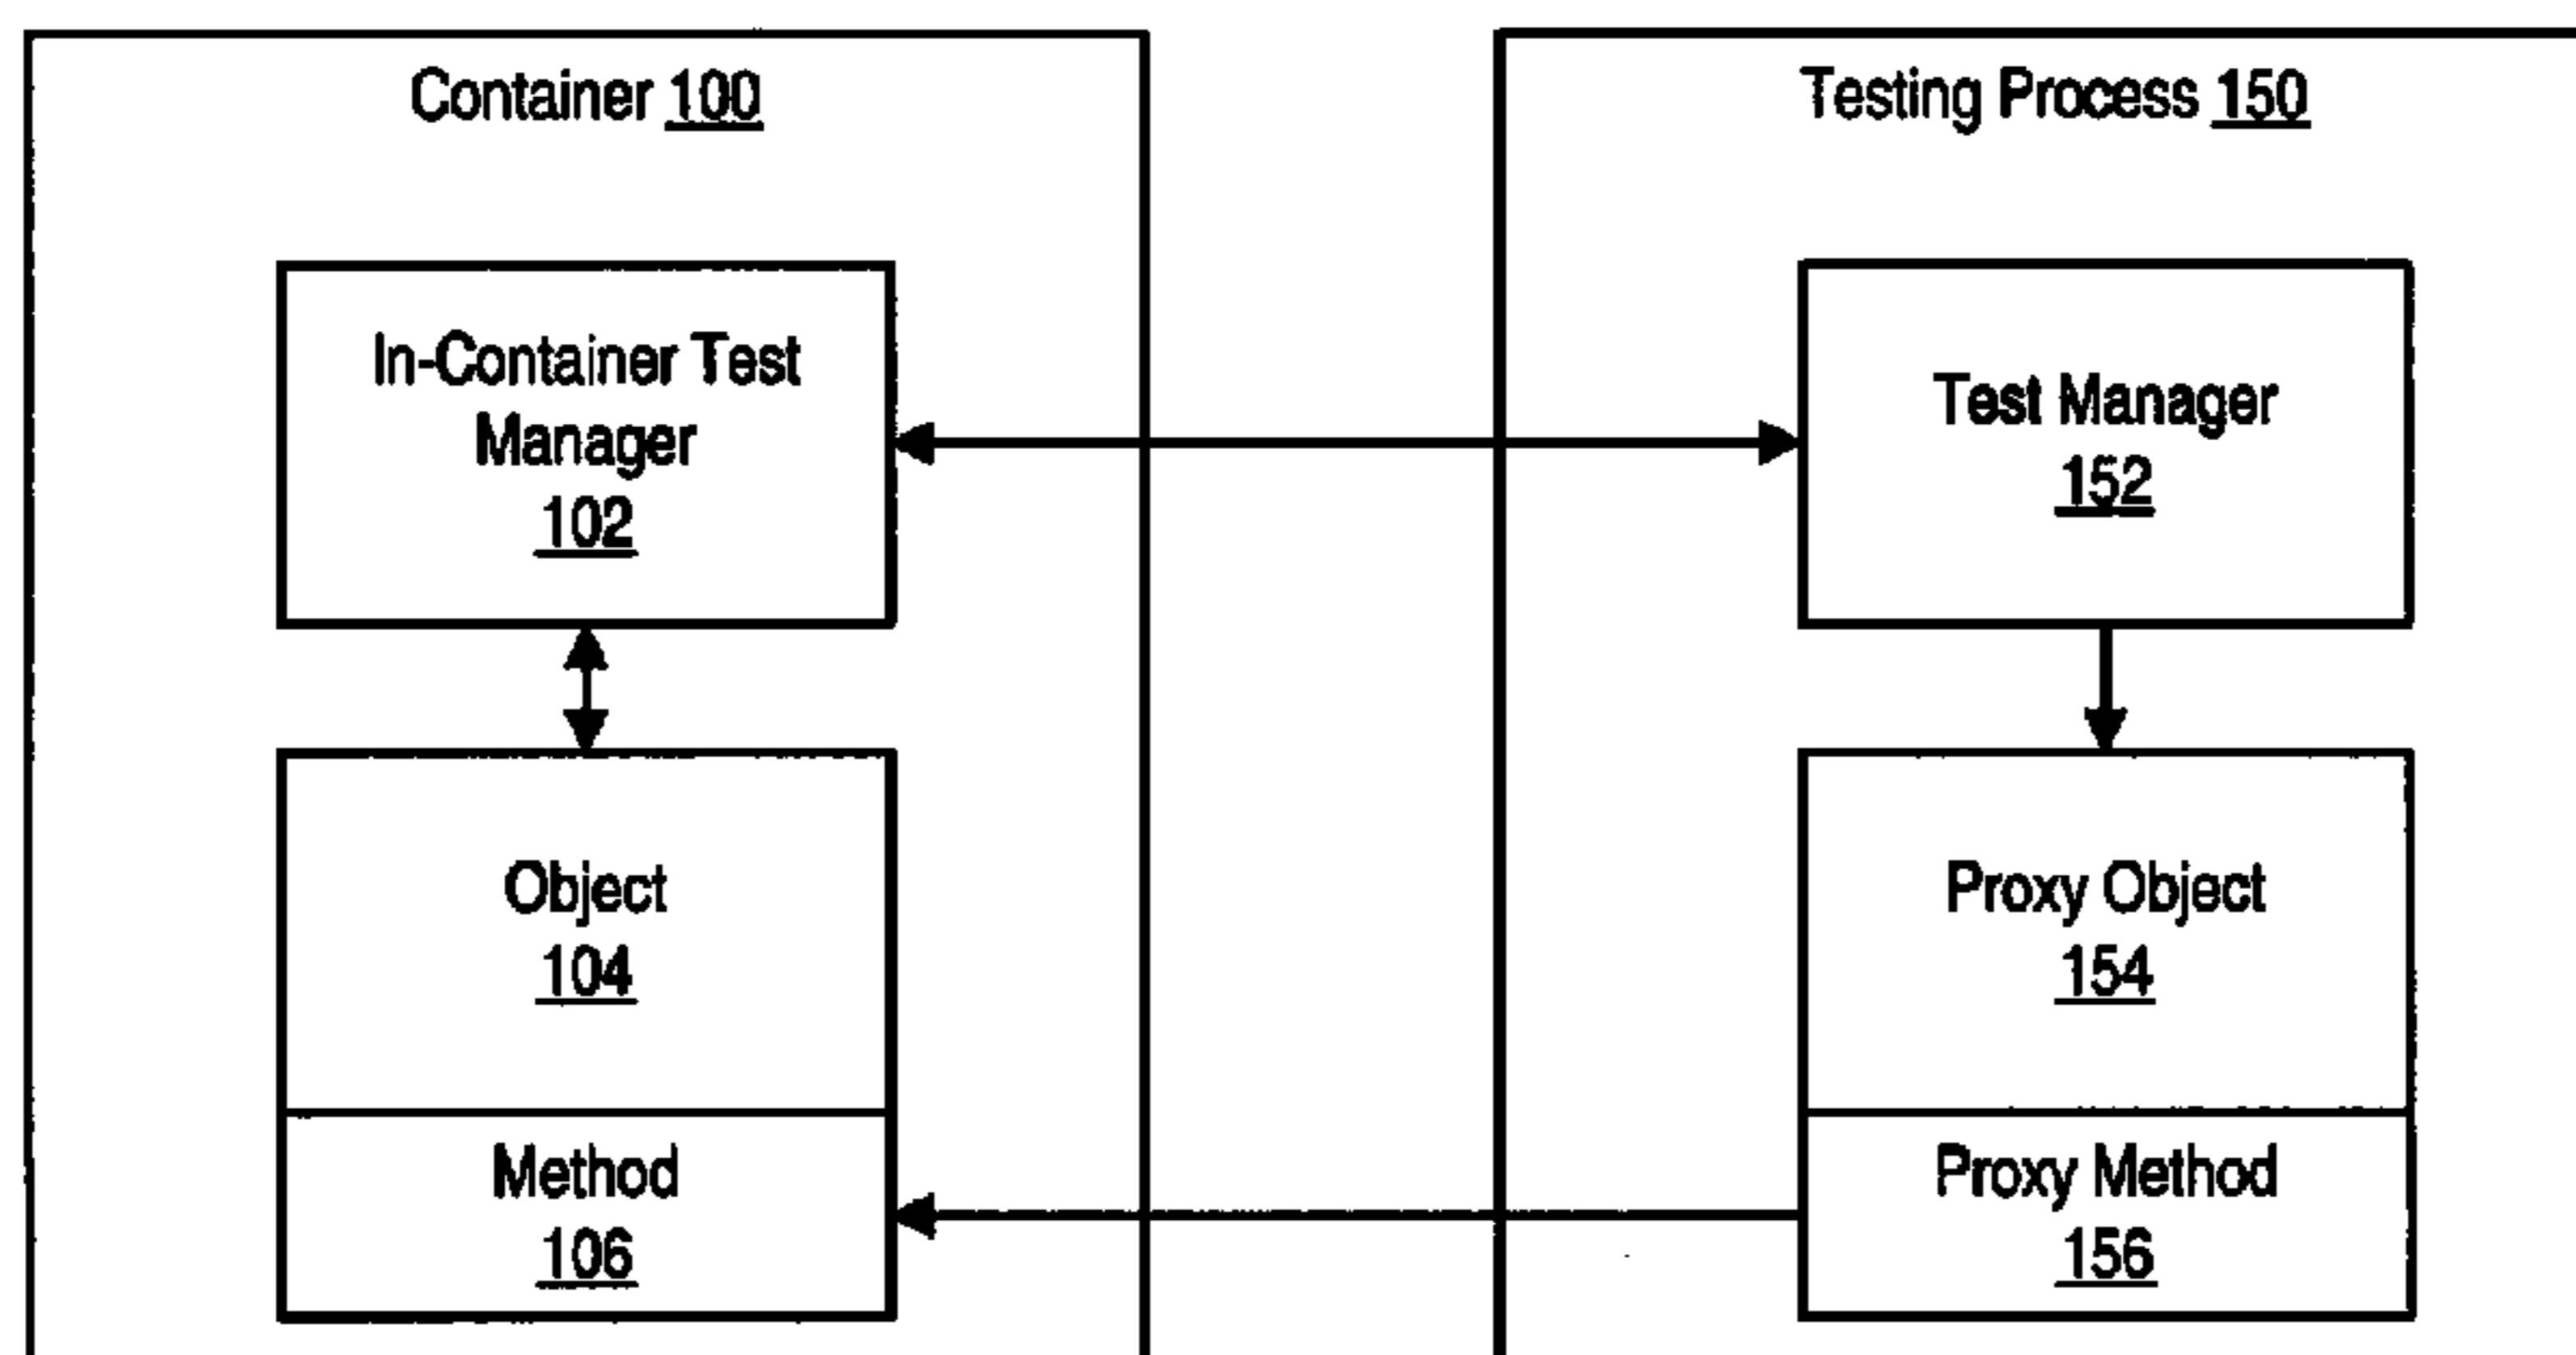 Container 100
Testing Process 150
In-Container Test
Manager
102
Test Manager
152
Object
104
Proxy Object
154
Method
106
Proxy Method
156